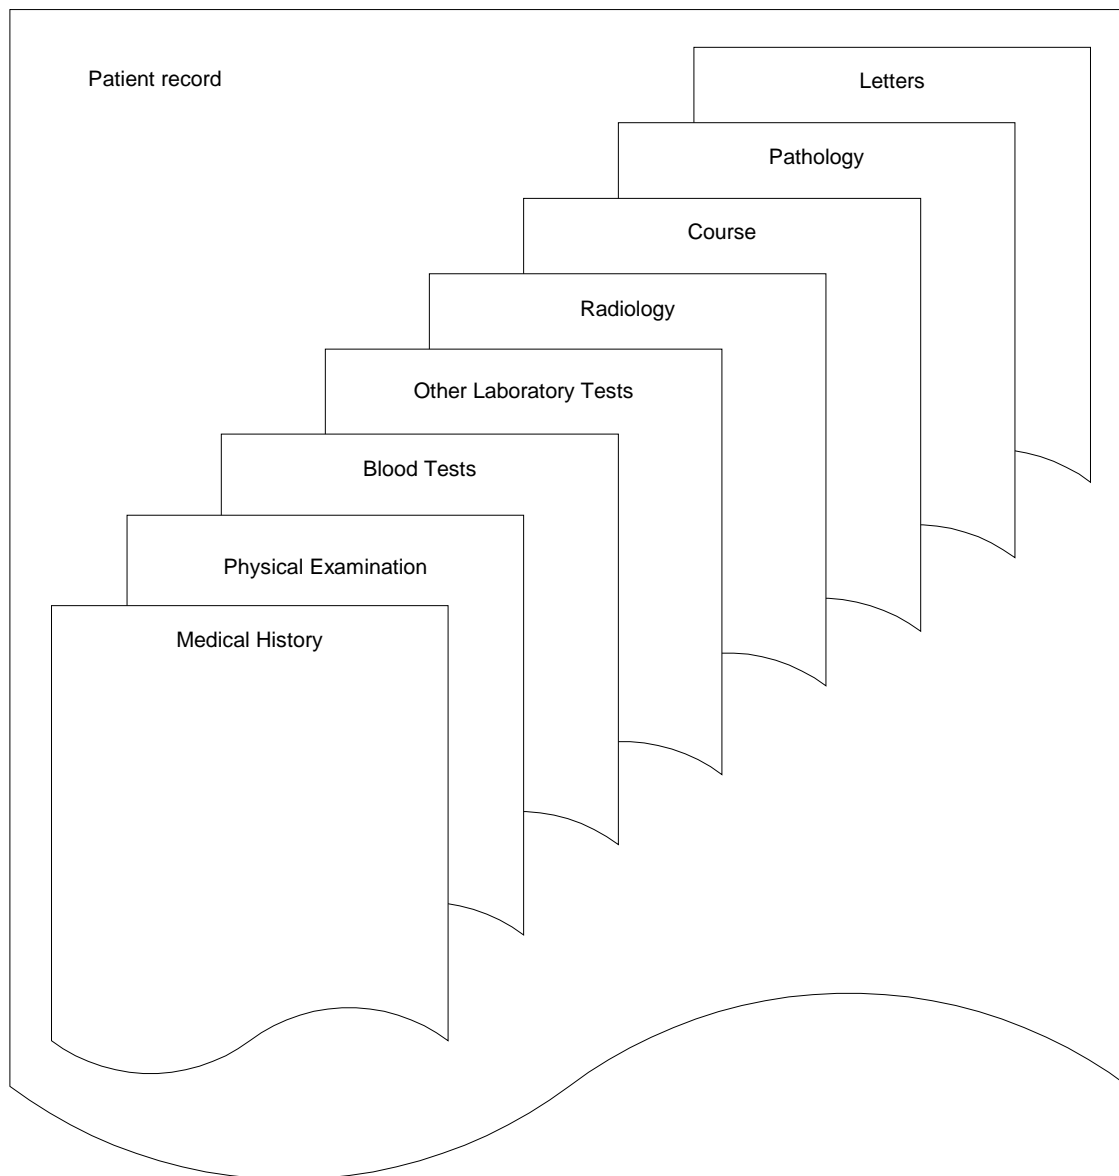 Patient record
Letters
Pathology
Course
Radiology
Other Laboratory Tests
Blood Tests
Physical Examination
Medical History